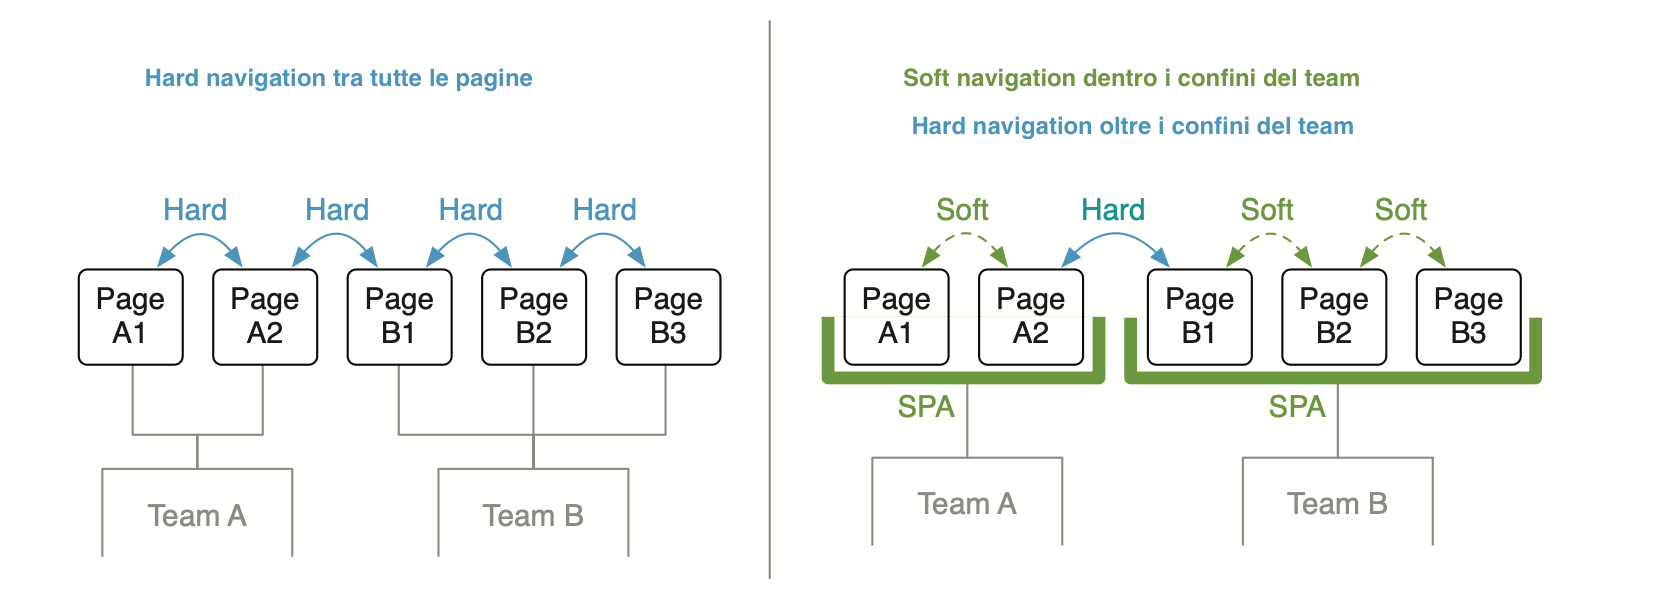 Hard navigation tra tutte le pagine
Hard
Hard
Hard
Hard
Page
A1
Page
A2
Page
B1
Page
B2
Page
B3
Team A
Team B
Soft navigation dentro i confini del team
Hard navigation oltre i confini del team
Soft
Hard
Soft
Soft
Page
A1
Page
A2
Page
B1
Page
B2
Page
B3
SPA
SPA
Team A
Team B